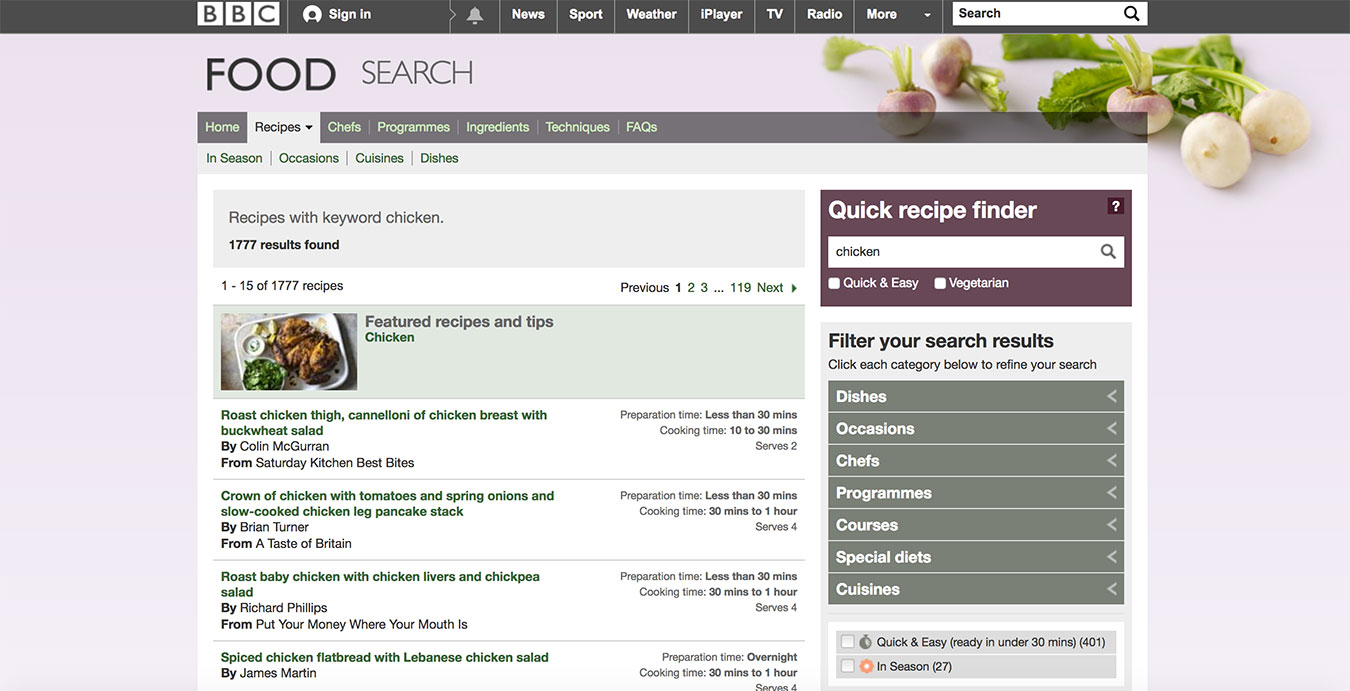 BBC Sign in News Sport Weather iPlayer TV Radio More Search
FOOD SEARCH
Home Recipes Chefs Programmes Ingredients Techniques FAQs
In Season Occasions Cuisines Dishes
Recipes with keyword chicken.
1777 results found
1 - 15 of 1777 recipes
Previous 1 2 3 ... 119 Next
Featured recipes and tips
Chicken
Roast chicken thigh, cannelloni of chicken breast with
buckwheat salad
By Colin McGurran
From Saturday Kitchen Best Bites
Preparation time: Less than 30 mins
Cooking time: 10 to 30 mins
Serves 2
Crown of chicken with tomatoes and spring onions and
slow-cooked chicken leg pancake stack
By Brian Turner
From A Taste of Britain
Preparation time: Less than 30 mins
Cooking time: 30 mins to 1 hour
Serves 4
Roast baby chicken with chicken livers and chickpea
salad
By Richard Phillips
From Put Your Money Where Your Mouth Is
Preparation time: Less than 30 mins
Cooking time: 30 mins to 1 hour
Serves 4
Spiced chicken flatbread with Lebanese chicken salad
By James Martin
Preparation time: Overnight
Cooking time: 30 mins to 1 hour
Serves 4
Quick recipe finder ?
chicken
Quick & Easy Vegetarian
Filter your search results
Click each category below to refine your search
Dishes
Occasions
Chefs
Programmes
Courses
Special diets
Cuisines
Quick & Easy (ready in under 30 mins) (401)
In Season (27)